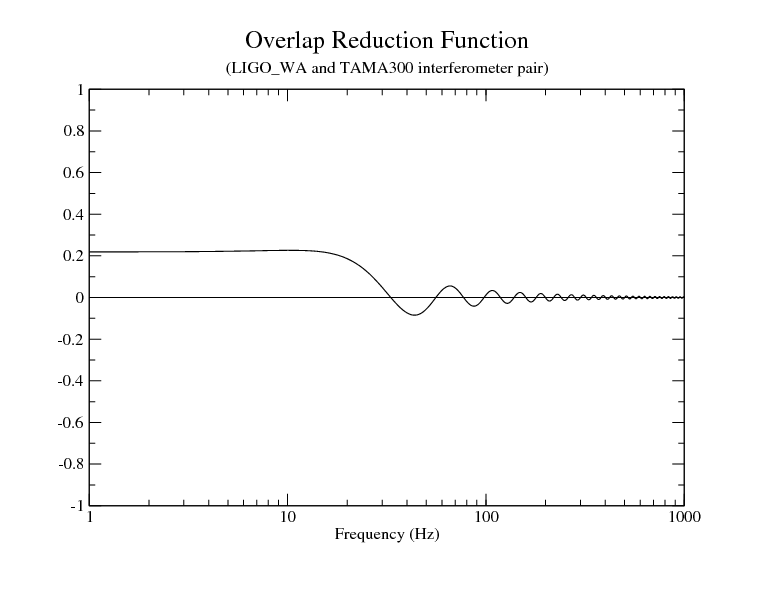 Overlap Reduction Function
(LIGO_WA and TAMA300 interferometer pair)
1
0.8
0.6
0.4
0.2
0
-0.2
-0.4
-0.6
-0.8
-1
1 10 100 1000
Frequency (Hz)